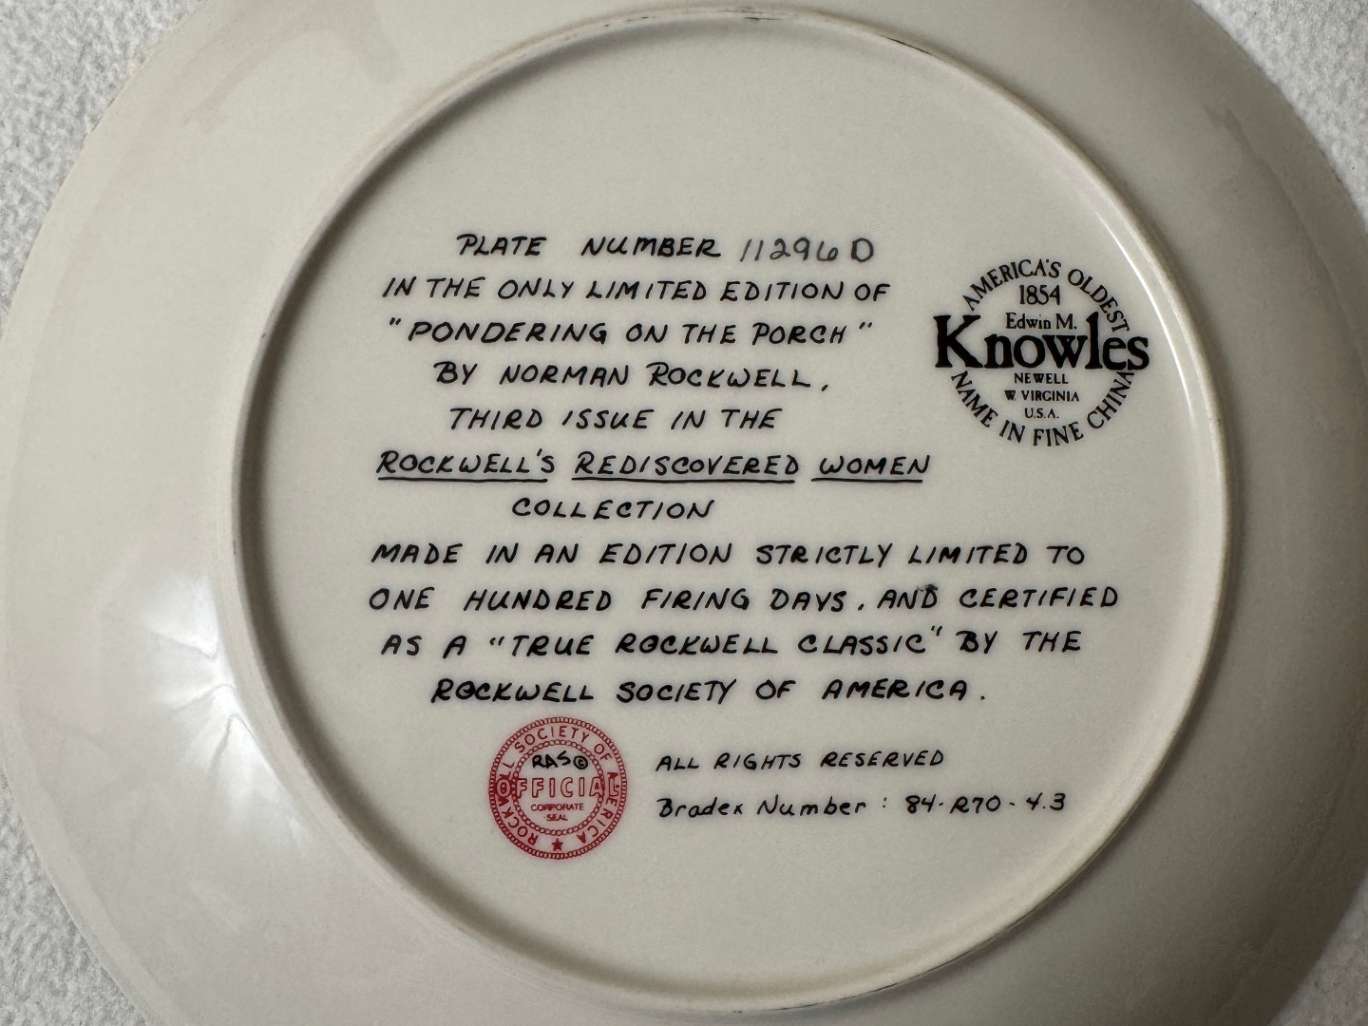 PLATE NUMBER 11296D
IN THE ONLY LIMITED EDITION OF
"PONDERING ON THE PORCH"
BY NORMAN ROCKWELL,
THIRD ISSUE IN THE
ROCKWELL'S REDISCOVERED WOMEN
COLLECTION
MADE IN AN EDITION STRICTLY LIMITED TO
ONE HUNDRED FIRING DAYS, AND CERTIFIED
AS A "TRUE ROCKWELL CLASSIC" BY THE
ROCKWELL SOCIETY OF AMERICA.
AMERICA'S OLDEST
1854
Edwin M.
Knowles
NEWELL
W. VIRGINIA
U.S.A.
NAME IN FINE CHINA
ROCKWELL SOCIETY OF AMERICA
RAS©
OFFICIAL
CORPORATE
SEAL
ALL RIGHTS RESERVED
Bradex Number: 84-R70-4.3